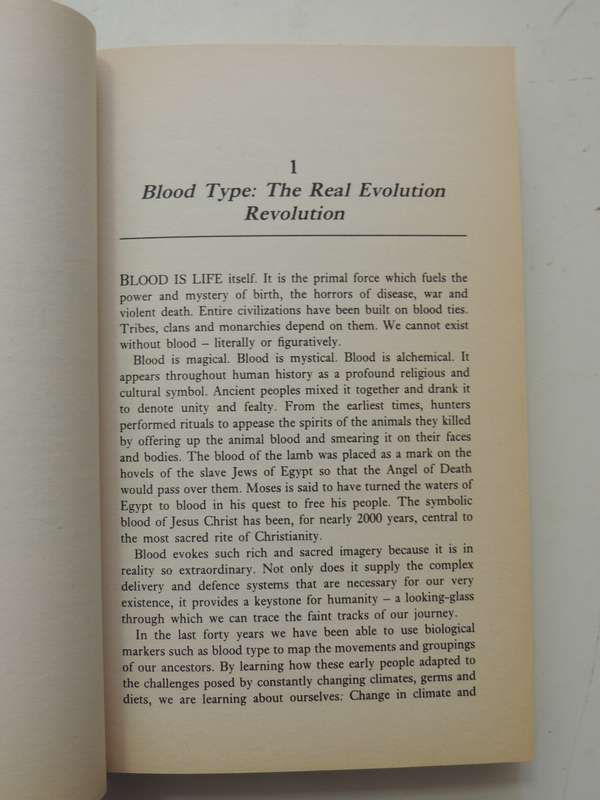 1
Blood Type: The Real Evolution
Revolution
BLOOD IS LIFE itself. It is the primal force which fuels the
power and mystery of birth, the horrors of disease, war and
violent death. Entire civilizations have been built on blood ties.
Tribes, clans and monarchies depend on them. We cannot exist
without blood – literally or figuratively.
Blood is magical. Blood is mystical. Blood is alchemical. It
appears throughout human history as a profound religious and
cultural symbol. Ancient peoples mixed it together and drank it
to denote unity and fealty. From the earliest times, hunters
performed rituals to appease the spirits of the animals they killed
by offering up the animal blood and smearing it on their faces
and bodies. The blood of the lamb was placed as a mark on the
hovels of the slave Jews of Egypt so that the Angel of Death
would pass over them. Moses is said to have turned the waters of
Egypt to blood in his quest to free his people. The symbolic
blood of Jesus Christ has been, for nearly 2000 years, central to
the most sacred rite of Christianity.
Blood evokes such rich and sacred imagery because it is in
reality so extraordinary. Not only does it supply the complex
delivery and defence systems that are necessary for our very
existence, it provides a keystone for humanity – a looking-glass
through which we can trace the faint tracks of our journey.
In the last forty years we have been able to use biological
markers such as blood type to map the movements and groupings
of our ancestors. By learning how these early people adapted to
the challenges posed by constantly changing climates, germs and
diets, we are learning about ourselves: Change in climate and